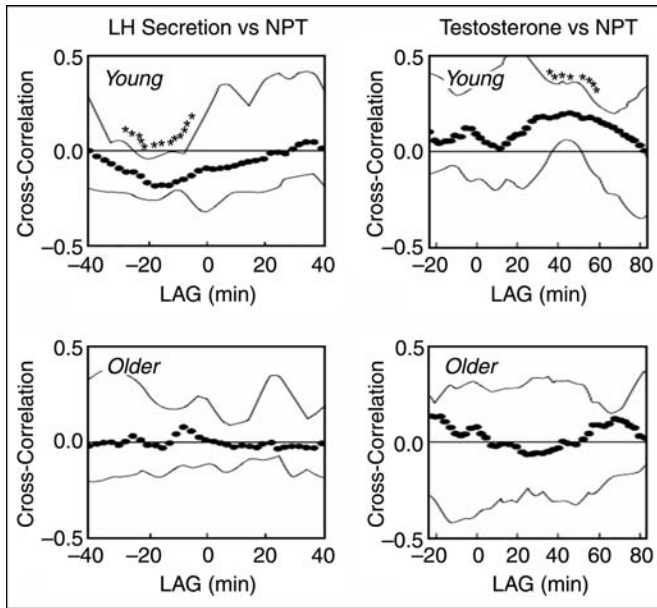 LH Secretion vs NPT
Testosterone vs NPT
Cross-Correlation
0.5
0.0
–0.5
Young
****** *******
–40 –20 0 20 40
LAG (min)
Cross-Correlation
0.5
0.0
–0.5
Young
**** ****
–20 0 20 40 60 80
LAG (min)
Cross-Correlation
0.5
0.0
–0.5
Older
–40 –20 0 20 40
LAG (min)
Cross-Correlation
0.5
0.0
–0.5
Older
–20 0 20 40 60 80
LAG (min)